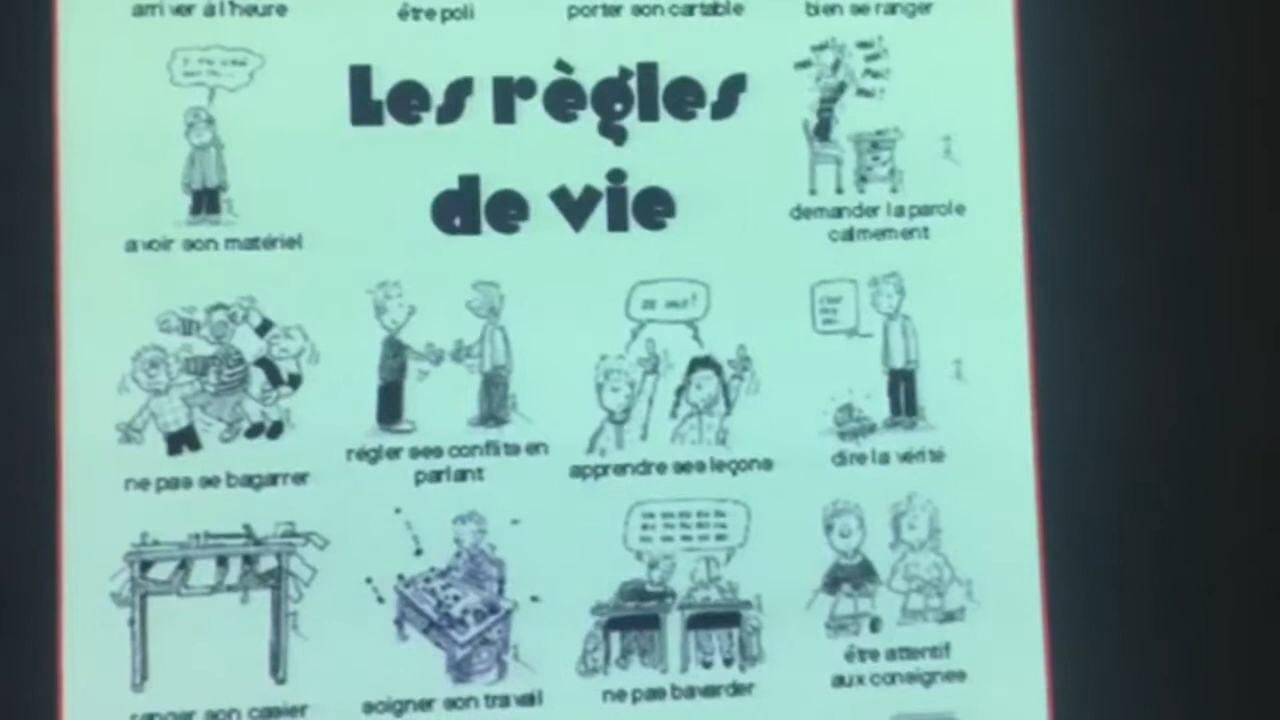 arriver à l'heure
être poli
porter son cartable
bien se ranger
Les règles
de vie
avoir son matériel
demander la parole
calmement
ne pas se bagarrer
régler ses conflits en
parlant
JE SAIS!
apprendre ses leçons
dire la vérité
ranger son casier
soigner son travail
ne pas bavarder
être attentif
aux consignes